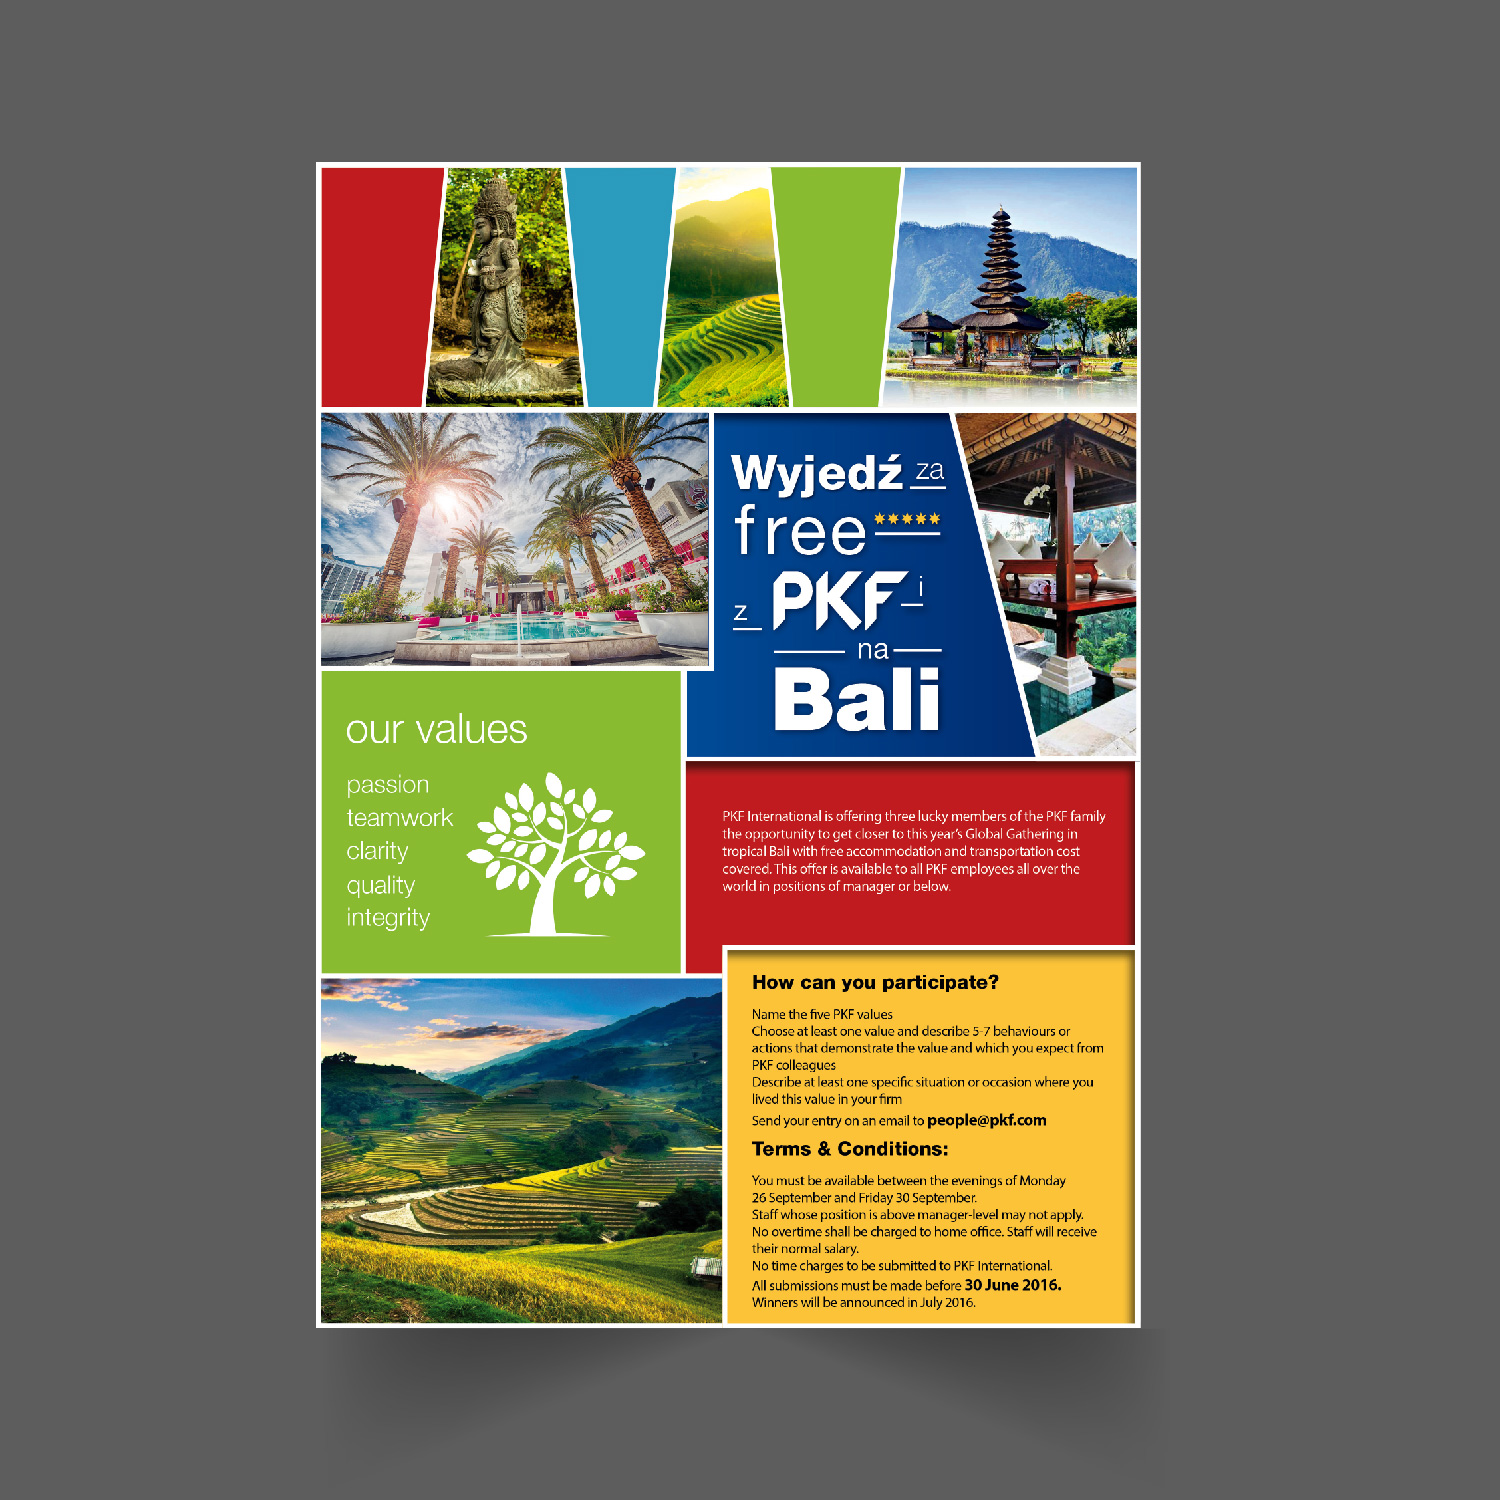 Wyjedź za
free
z PKF i
na
Bali
our values
passion
teamwork
clarity
quality
integrity
PKF International is offering three lucky members of the PKF family
the opportunity to get closer to this year's Global Gathering in
tropical Bali with free accommodation and transportation cost
covered. This offer is available to all PKF employees all over the
world in positions of manager or below.
How can you participate?
Name the five PKF values
Choose at least one value and describe 5-7 behaviours or
actions that demonstrate the value and which you expect from
PKF colleagues
Describe at least one specific situation or occasion where you
lived this value in your firm
Send your entry on an email to people@pkf.com
Terms & Conditions:
You must be available between the evenings of Monday
26 September and Friday 30 September.
Staff whose position is above manager-level may not apply.
No overtime shall be charged to home office. Staff will receive
their normal salary.
No time charges to be submitted to PKF International.
All submissions must be made before 30 June 2016.
Winners will be announced in July 2016.